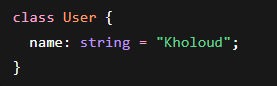 class User {
  name: string = "Kholoud";
}